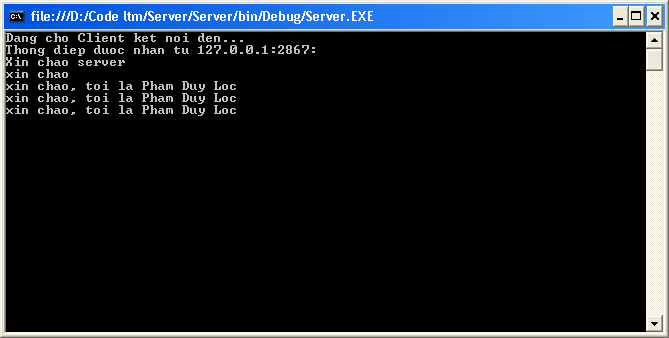 file:///D:/Code ltm/Server/Server/bin/Debug/Server.EXE
Dang cho Client ket noi den...
Thong diep duoc nhan tu 127.0.0.1:2867:
Xin chao server
xin chao
xin chao, toi la Pham Duy Loc
xin chao, toi la Pham Duy Loc
xin chao, toi la Pham Duy Loc